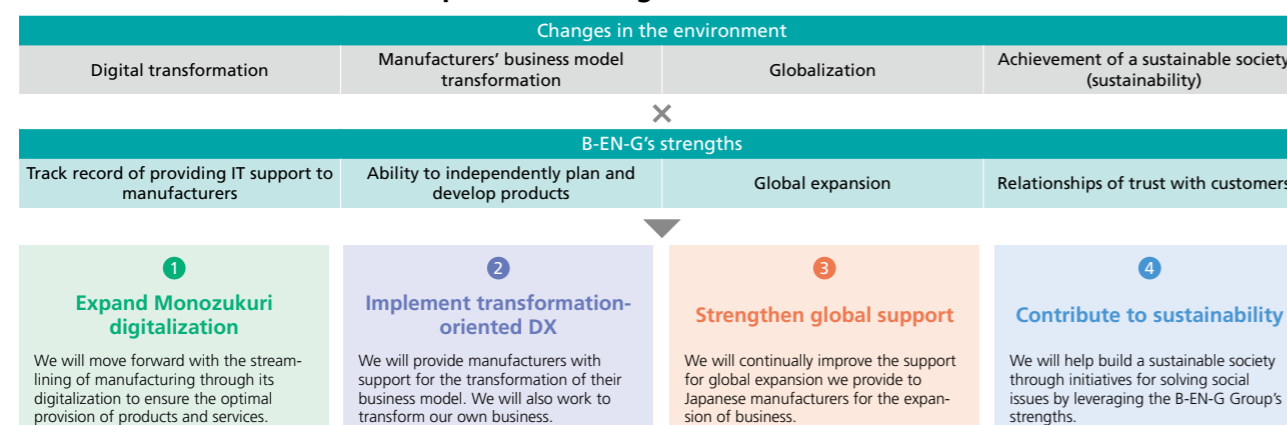 Changes in the environment
Digital transformation
Manufacturers' business model
transformation
Globalization
Achievement of a sustainable society
(sustainability)
×
B-EN-G's strengths
Track record of providing IT support to
manufacturers
Ability to independently plan and
develop products
Global expansion
Relationships of trust with customers
1
Expand Monozukuri
digitalization
We will move forward with the stream-
lining of manufacturing through its
digitalization to ensure the optimal
provision of products and services.
2
Implement transformation-
oriented DX
We will provide manufacturers with
support for the transformation of their
business model. We will also work to
transform our own business.
3
Strengthen global support
We will continually improve the support
for global expansion we provide to
Japanese manufacturers for the expan-
sion of business.
4
Contribute to sustainability
We will help build a sustainable society
through initiatives for solving social
issues by leveraging the B-EN-G Group's
strengths.